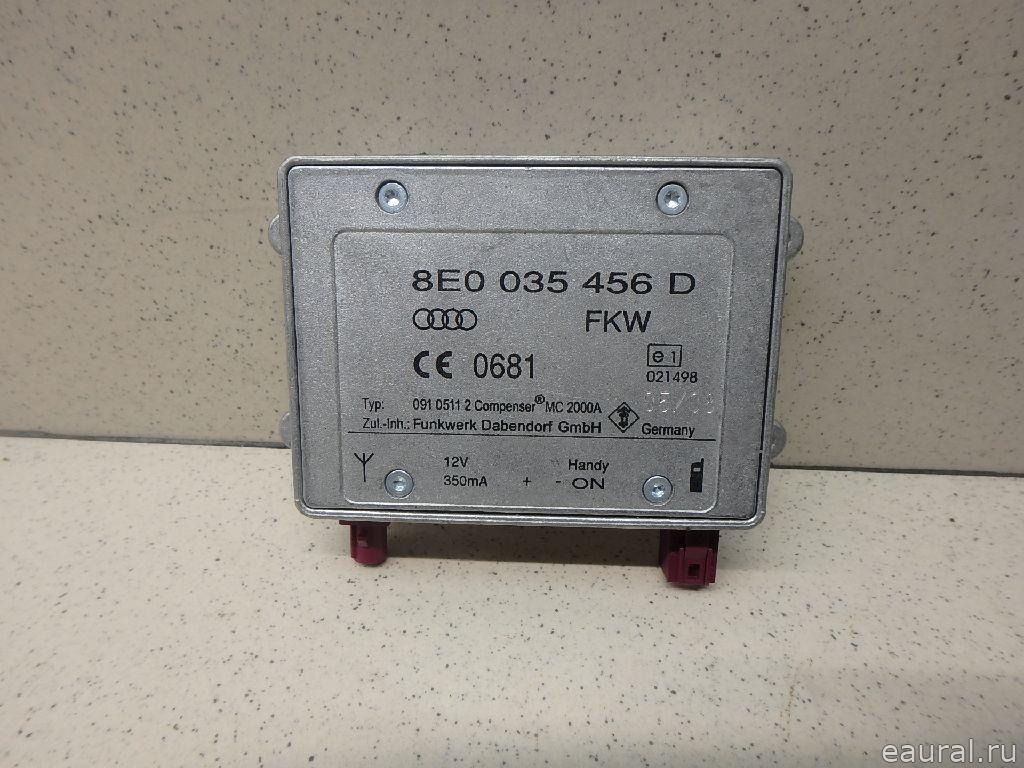 8E0 035 456 D
FKW
CE 0681
e 1
021498
Typ: 091 0511 2 Compenser® MC 2000A
Zul.-Inh.: Funkwerk Dabendorf GmbH Germany
12V Handy
350mA + - ON
eaural.ru